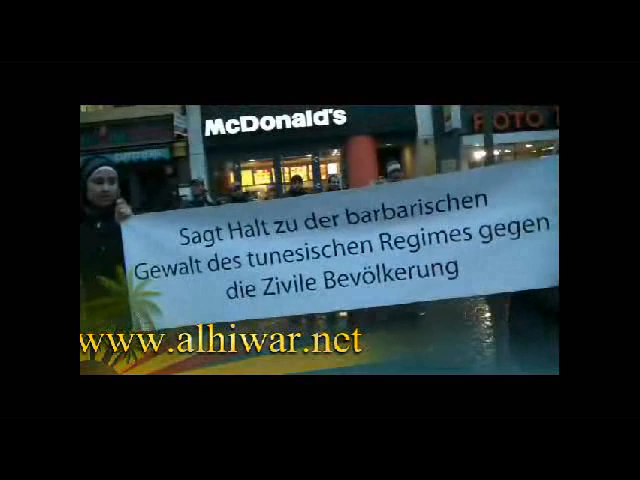 McDonald's
FOTO
Sagt Halt zu der barbarischen
Gewalt des tunesischen Regimes gegen
die Zivile Bevölkerung
www.alhiwar.net